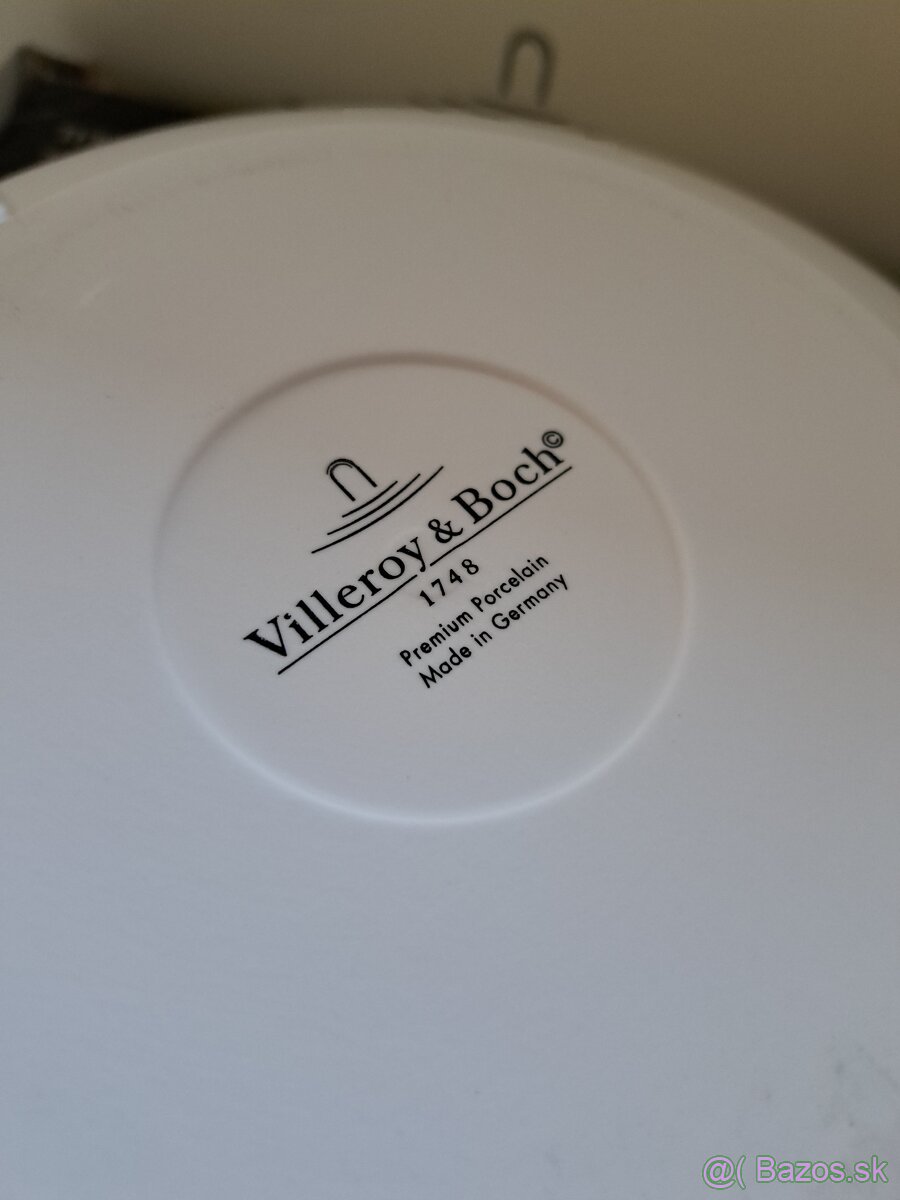 Villeroy & Boch©
1748
Premium Porcelain
Made in Germany
@( Bazos.sk